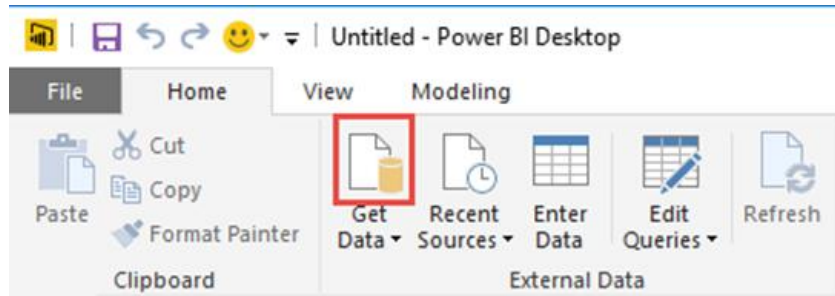 Untitled - Power BI Desktop
File Home View Modeling
Cut
Copy
Format Painter
Paste
Get Data
Recent Sources
Enter Data
Edit Queries
Refresh
Clipboard
External Data